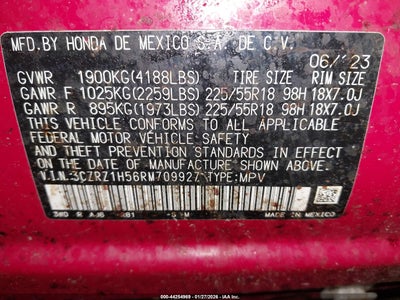 MFD.BY HONDA DE MEXICO S.A. DE C.V.
06/'23
GVWR 1900KG(4188LBS) TIRE SIZE RIM SIZE
GAWR F 1025KG(2259LBS) 225/55R18 98H 18X7.0J
GAWR R 895KG(1973LBS) 225/55R18 98H 18X7.0J
THIS VEHICLE CONFORMS TO ALL APPLICABLE
FEDERAL MOTOR VEHICLE SAFETY AND
THEFT PREVENTION STANDARDS IN EFFECT ON
THE DATE OF MANUFACTURE SHOWN ABOVE.
V.I.N: 3CZRZ1H56RM709927 TYPE:MPV
MADE IN MEXICO
000-44254969 01/27/2026 IAA Inc.